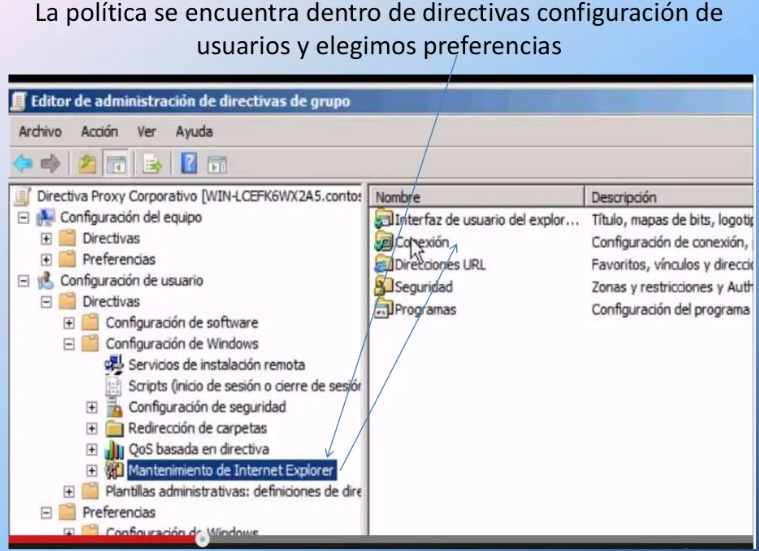 La política se encuentra dentro de directivas configuración de
usuarios y elegimos preferencias
Editor de administración de directivas de grupo
Archivo Acción Ver Ayuda
Directiva Proxy Corporativo [WIN-LCEFK6WX2A5.contos
Configuración del equipo
Directivas
Preferencias
Configuración de usuario
Directivas
Configuración de software
Configuración de Windows
Servicios de instalación remota
Scripts (inicio de sesión o cierre de sesión
Configuración de seguridad
Redirección de carpetas
QoS basada en directiva
Mantenimiento de Internet Explorer
Plantillas administrativas: definiciones de dire
Preferencias
Configuración de Windows
Nombre Descripción
Interfaz de usuario del explor... Título, mapas de bits, logotip
Conexión Configuración de conexión,
Direcciones URL Favoritos, vínculos y direcci
Seguridad Zonas y restricciones y Auth
Programas Configuración del programa